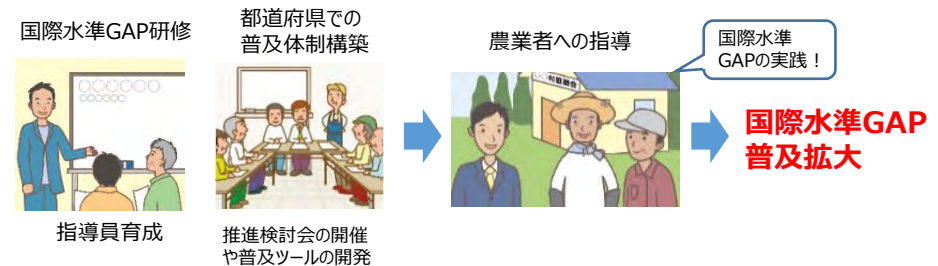 国際水準GAP研修
指導員育成
都道府県での
普及体制構築
推進検討会の開催
や普及ツールの開発
農業者への指導
国際水準
GAPの実践！
国際水準GAP
普及拡大